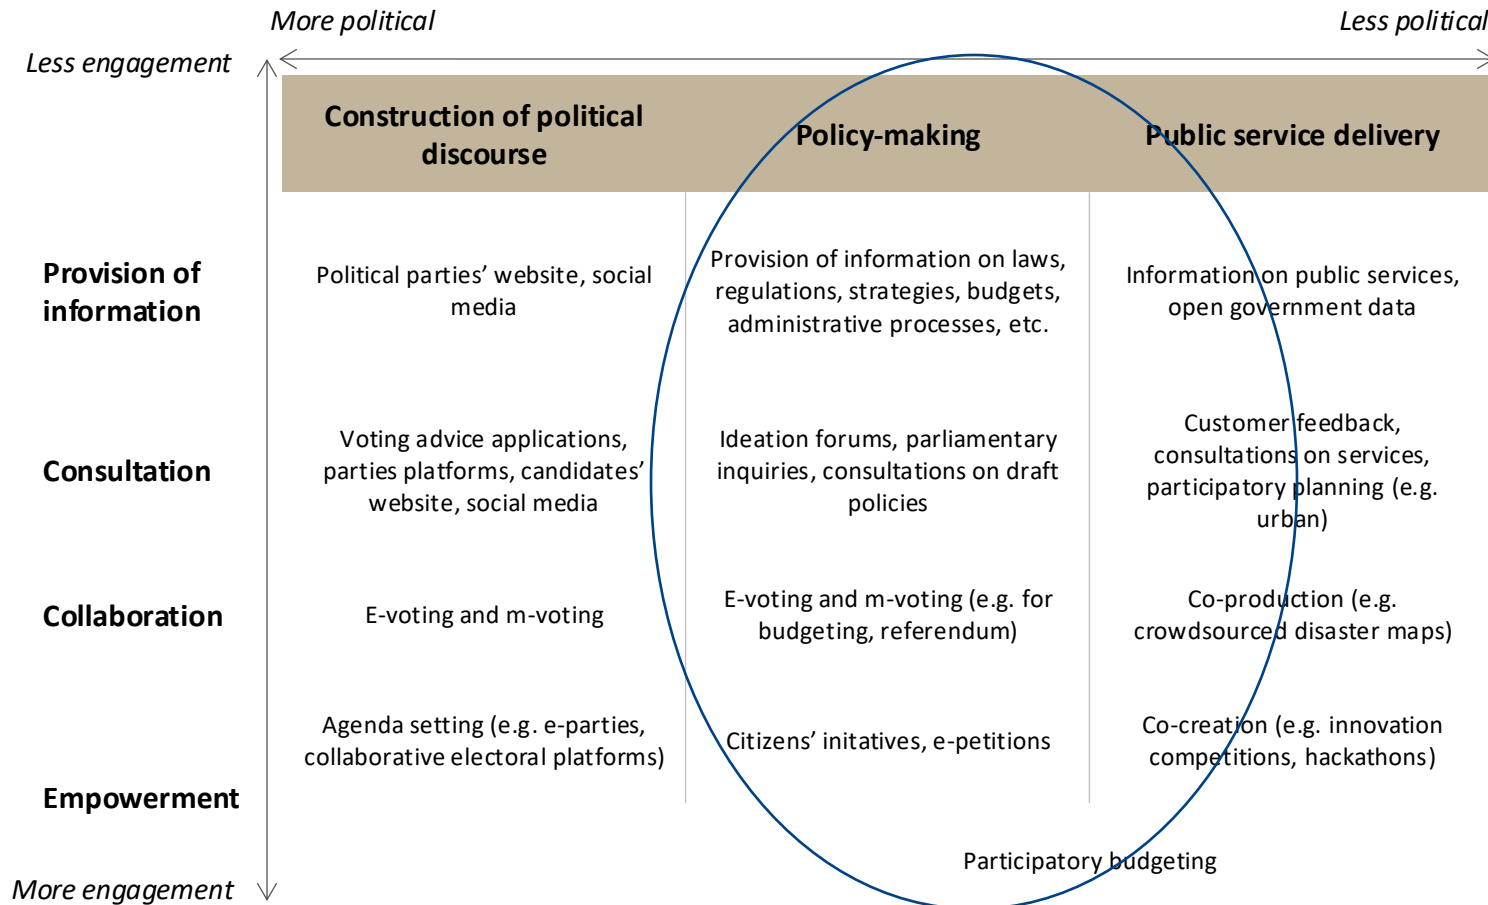 More political
Less political
Less engagement
Construction of political
discourse
Policy-making
Public service delivery
Provision of
information
Political parties’ website, social
media
Provision of information on laws,
regulations, strategies, budgets,
administrative processes, etc.
Information on public services,
open government data
Consultation
Voting advice applications,
parties platforms, candidates’
website, social media
Ideation forums, parliamentary
inquiries, consultations on draft
policies
Customer feedback,
consultations on services,
participatory planning (e.g.
urban)
Collaboration
E-voting and m-voting
E-voting and m-voting (e.g. for
budgeting, referendum)
Co-production (e.g.
crowdsourced disaster maps)
Empowerment
Agenda setting (e.g. e-parties,
collaborative electoral platforms)
Citizens’ initatives, e-petitions
Co-creation (e.g. innovation
competitions, hackathons)
Participatory budgeting
More engagement